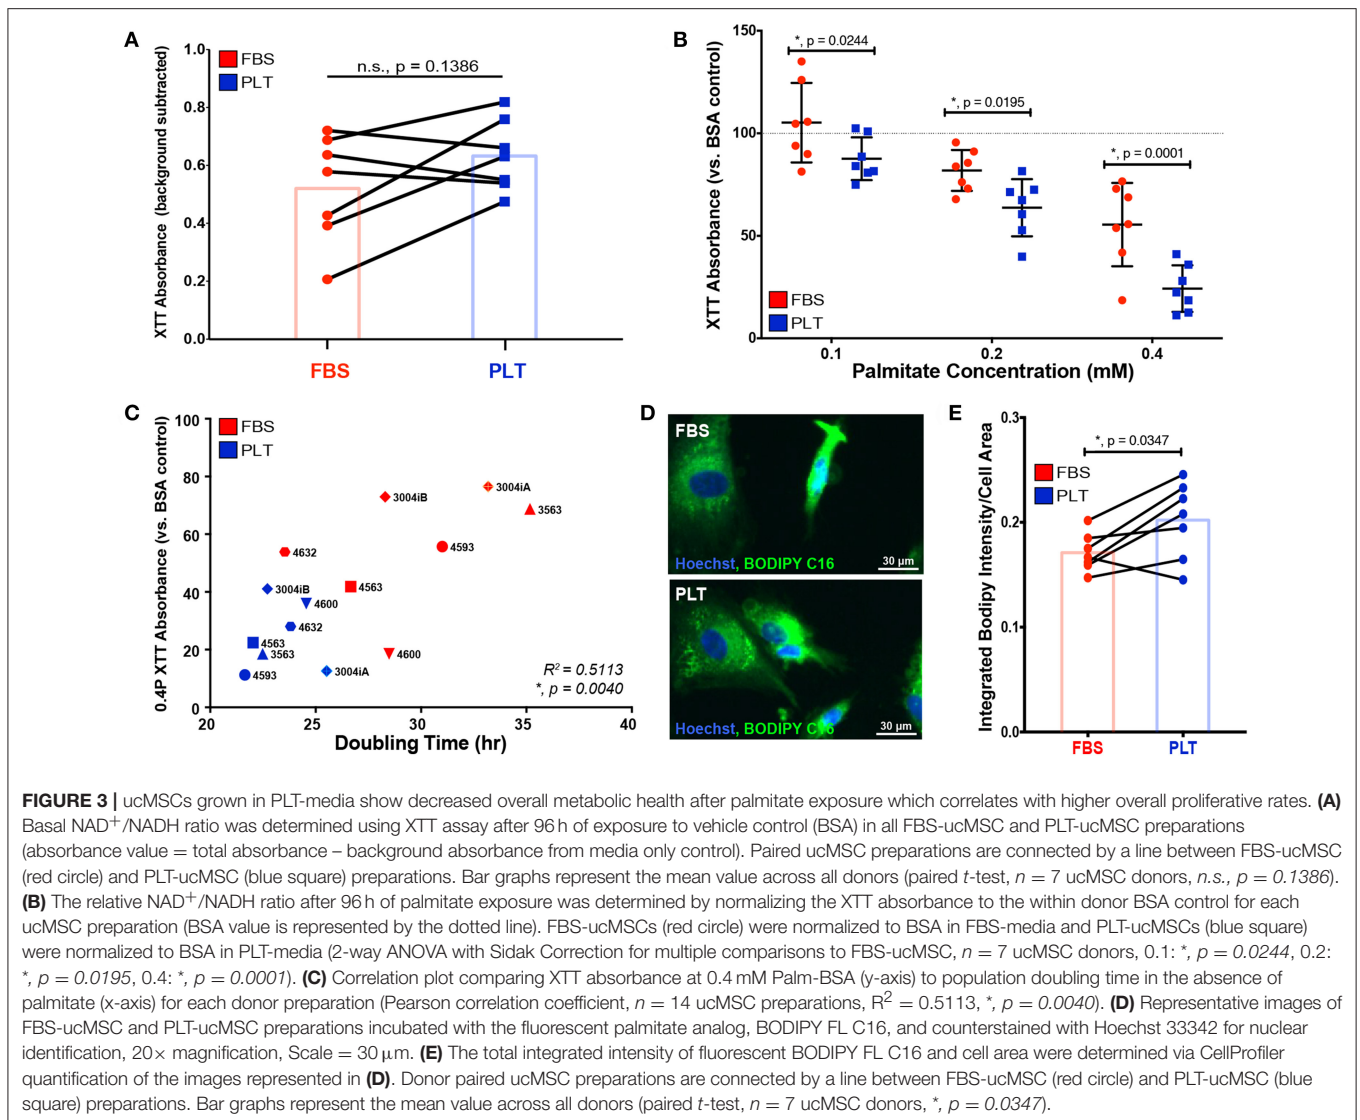 A
XTT Absorbance (background subtracted)
1.0
0.8
0.6
0.4
0.2
0.0
FBS
PLT
n.s., p = 0.1386
FBS
PLT
B
XTT Absorbance (vs. BSA control)
150
100
50
0
*, p = 0.0244
*, p = 0.0195
*, p = 0.0001
FBS
PLT
0.1
0.2
0.4
Palmitate Concentration (mM)
C
0.4P XTT Absorbance (vs. BSA control)
100
80
60
40
20
0
FBS
PLT
3004iB
3004iA
3563
4593
4632
3004iB
4600
4563
4632
4563
3563
4593
3004iA
4600
R² = 0.5113
*, p = 0.0040
20
25
30
35
40
Doubling Time (hr)
D
FBS
Hoechst, BODIPY C16
30 µm
PLT
Hoechst, BODIPY C16
30 µm
E
Integrated Bodipy Intensity/Cell Area
0.3
0.2
0.1
0.0
*, p = 0.0347
FBS
PLT
FBS
PLT
FIGURE 3 | ucMSCs grown in PLT-media show decreased overall metabolic health after palmitate exposure which correlates with higher overall proliferative rates. (A)
Basal NAD⁺/NADH ratio was determined using XTT assay after 96 h of exposure to vehicle control (BSA) in all FBS-ucMSC and PLT-ucMSC preparations
(absorbance value = total absorbance – background absorbance from media only control). Paired ucMSC preparations are connected by a line between FBS-ucMSC
(red circle) and PLT-ucMSC (blue square) preparations. Bar graphs represent the mean value across all donors (paired t-test, n = 7 ucMSC donors, n.s., p = 0.1386).
(B) The relative NAD⁺/NADH ratio after 96 h of palmitate exposure was determined by normalizing the XTT absorbance to the within donor BSA control for each
ucMSC preparation (BSA value is represented by the dotted line). FBS-ucMSCs (red circle) were normalized to BSA in FBS-media and PLT-ucMSCs (blue square)
were normalized to BSA in PLT-media (2-way ANOVA with Sidak Correction for multiple comparisons to FBS-ucMSC, n = 7 ucMSC donors, 0.1: *, p = 0.0244, 0.2:
*, p = 0.0195, 0.4: *, p = 0.0001). (C) Correlation plot comparing XTT absorbance at 0.4 mM Palm-BSA (y-axis) to population doubling time in the absence of
palmitate (x-axis) for each donor preparation (Pearson correlation coefficient, n = 14 ucMSC preparations, R² = 0.5113, *, p = 0.0040). (D) Representative images of
FBS-ucMSC and PLT-ucMSC preparations incubated with the fluorescent palmitate analog, BODIPY FL C16, and counterstained with Hoechst 33342 for nuclear
identification, 20× magnification, Scale = 30 µm. (E) The total integrated intensity of fluorescent BODIPY FL C16 and cell area were determined via CellProfiler
quantification of the images represented in (D). Donor paired ucMSC preparations are connected by a line between FBS-ucMSC (red circle) and PLT-ucMSC (blue
square) preparations. Bar graphs represent the mean value across all donors (paired t-test, n = 7 ucMSC donors, *, p = 0.0347).